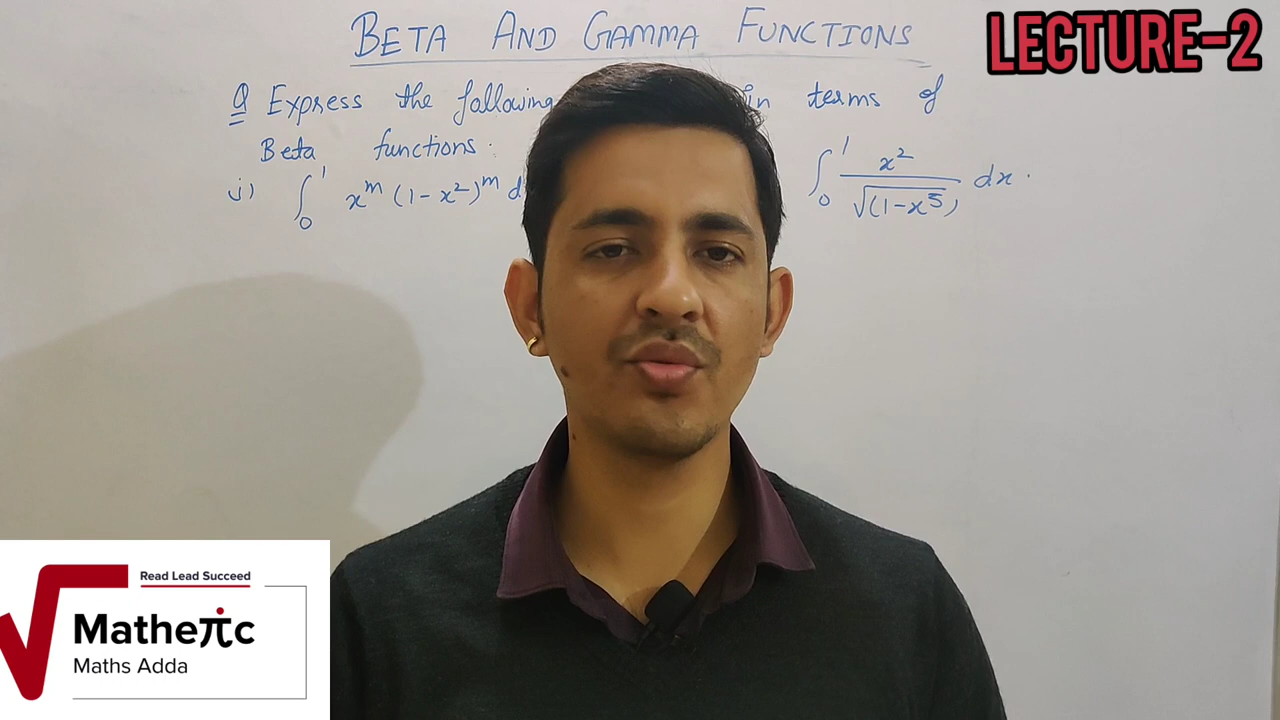 BETA AND GAMMA FUNCTIONS
LECTURE-2
Q Express the following in terms of
Beta functions.
i) ∫₀¹ xᵐ (1-x²)ᵐ d
∫₀¹ x²/√(1-x⁵) dx.
Read Lead Succeed
Matheπc
Maths Adda